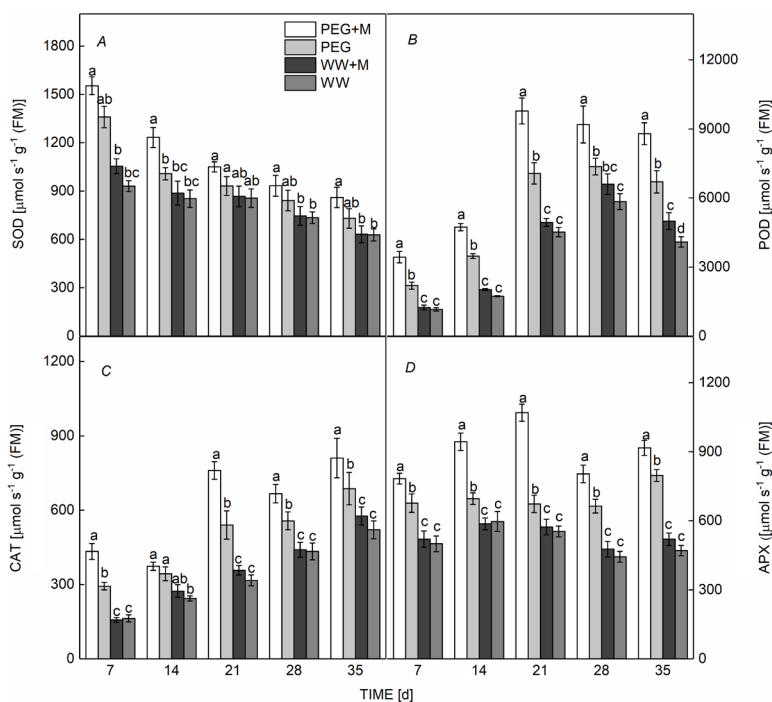 A
PEG+M
PEG
WW+M
WW
B
SOD [μmol s⁻¹ g⁻¹ (FM)]
1800
1500
1200
900
600
300
0
a ab b bc
a b bc bc
a a ab ab
a ab b b
a ab b b
POD [μmol s⁻¹ g⁻¹ (FM)]
12000
9000
6000
3000
0
a b c c
a b c c
a b c c
a b bc c
a b c d
C
CAT [μmol s⁻¹ g⁻¹ (FM)]
1200
900
600
300
0
a b c c
a a ab b
a b c c
a b c c
a b c c
D
APX ([μmol s⁻¹ g⁻¹ (FM)]
1200
900
600
300
0
a b c c
a b c c
a b c c
a b c c
a b c c
7 14 21 28 35 7 14 21 28 35
TIME [d]